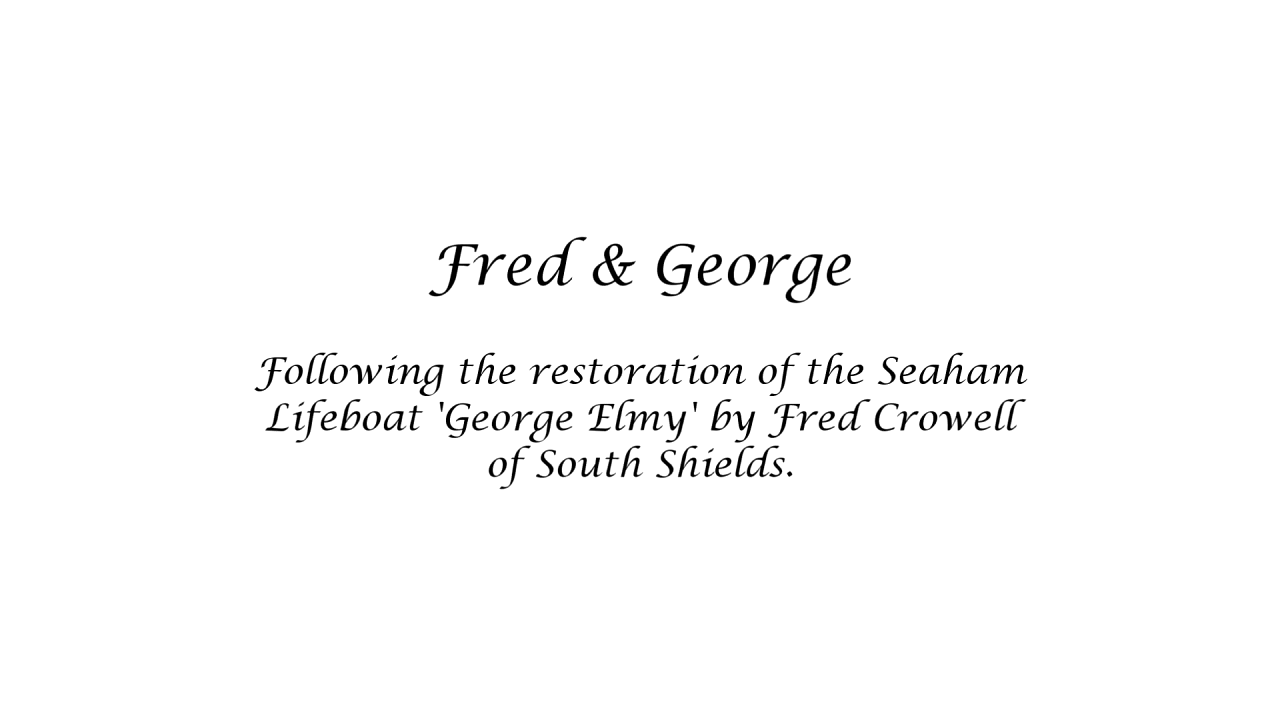 Fred & George
Following the restoration of the Seaham
Lifeboat 'George Elmy' by Fred Crowell
of South Shields.